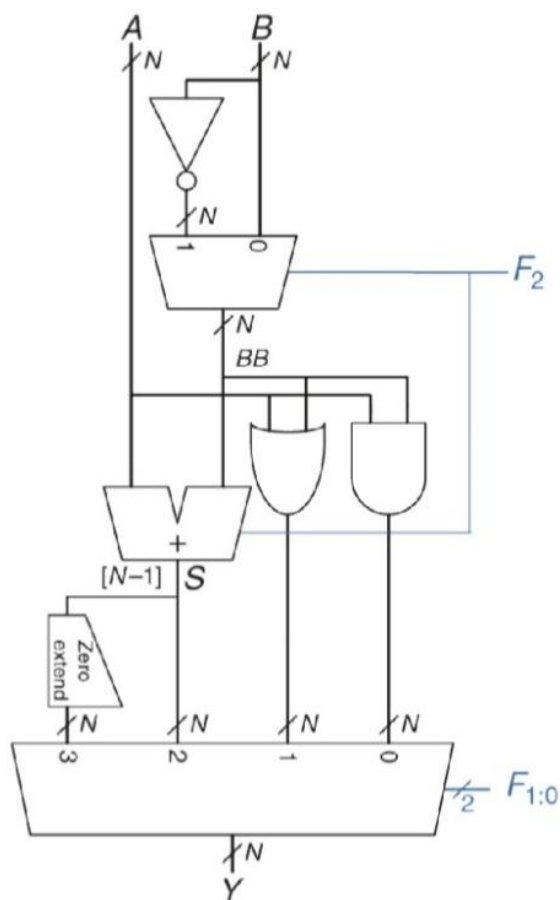 A B
N N
N
1 0
F2
N
BB
+
[N–1] S
Zero
extend
N N N N
3 2 1 0
2 F1:0
N
Y